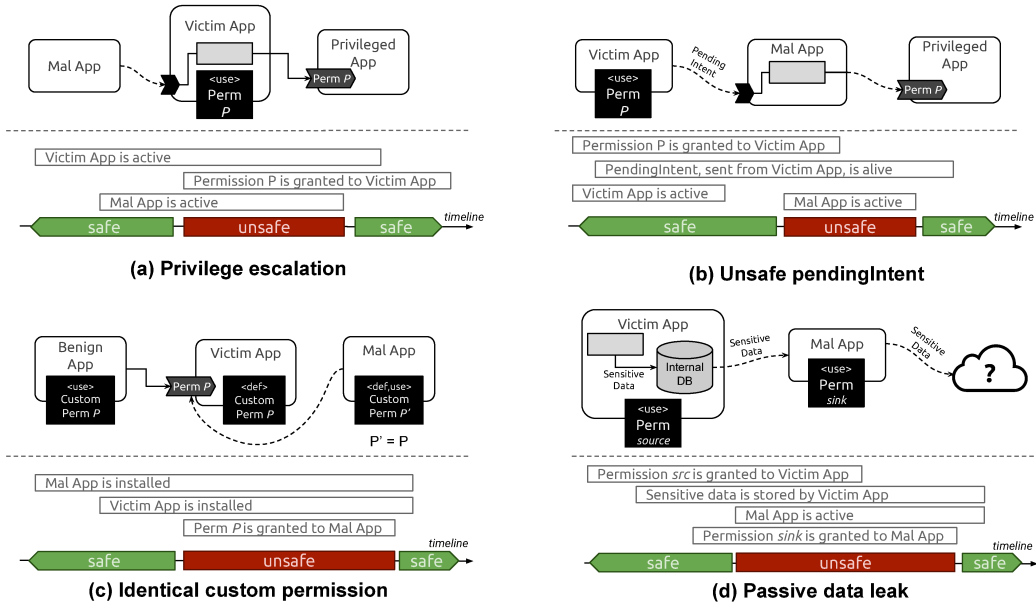 Victim App
Mal App
Privileged
App
Perm P
<use>
Perm
P
Victim App is active
Permission P is granted to Victim App
Mal App is active
timeline
safe
unsafe
safe
(a) Privilege escalation
Victim App
<use>
Perm
P
Pending
Intent
Mal App
Privileged
App
Perm P
Permission P is granted to Victim App
PendingIntent, sent from Victim App, is alive
Victim App is active
Mal App is active
timeline
safe
unsafe
safe
(b) Unsafe pendingIntent
Benign
App
<use>
Custom
Perm P
Victim App
Perm P
<def>
Custom
Perm P
Mal App
<def,use>
Custom
Perm P'
P' = P
Mal App is installed
Victim App is installed
Perm P is granted to Mal App
timeline
safe
unsafe
safe
(c) Identical custom permission
Victim App
Sensitive
Data
Internal
DB
<use>
Perm
source
Sensitive
Data
Mal App
<use>
Perm
sink
Sensitive
Data
?
Permission src is granted to Victim App
Sensitive data is stored by Victim App
Mal App is active
Permission sink is granted to Mal App
timeline
safe
unsafe
safe
(d) Passive data leak